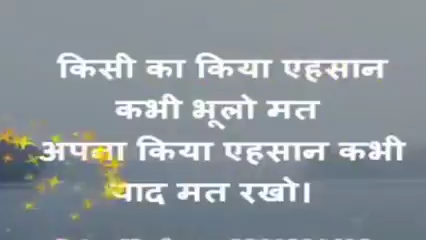 किसी का किया एहसान
कभी भूलो मत
अपना किया एहसान कभी
याद मत रखो।